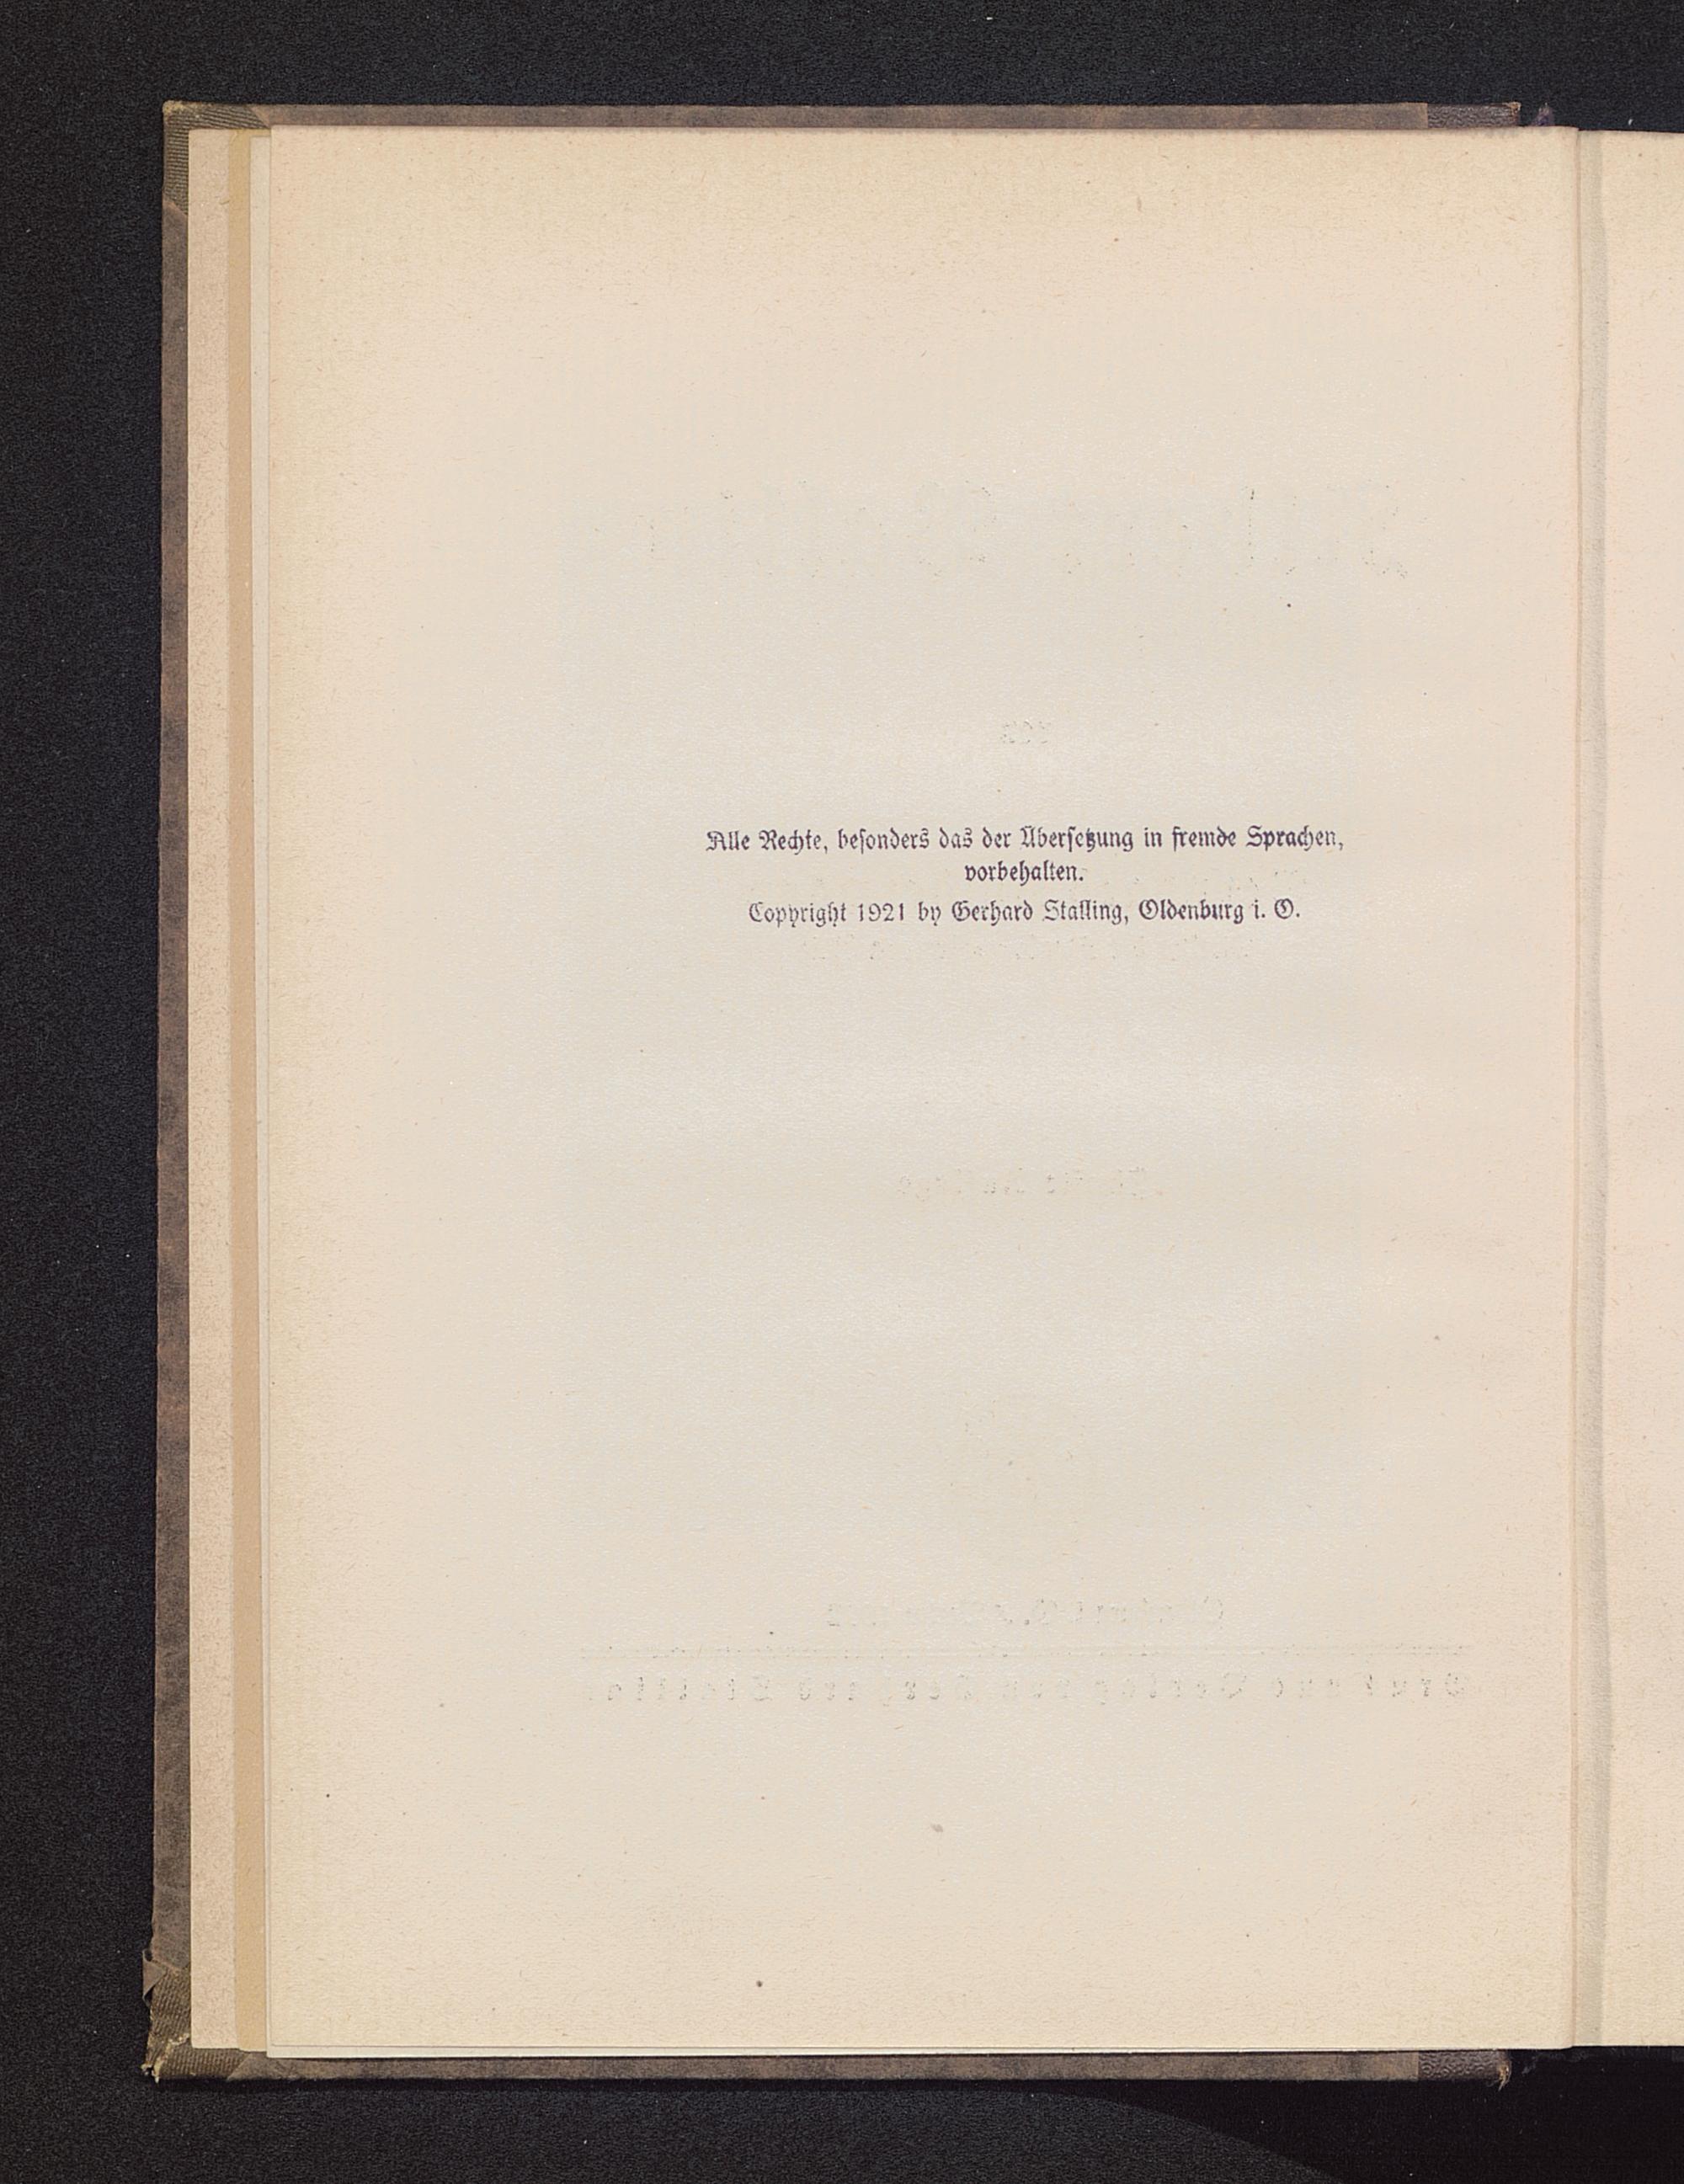 Alle Rechte, besonders das der Übersetzung in fremde Sprachen,
vorbehalten.
Copyright 1921 by Gerhard Stalling, Oldenburg i. O.